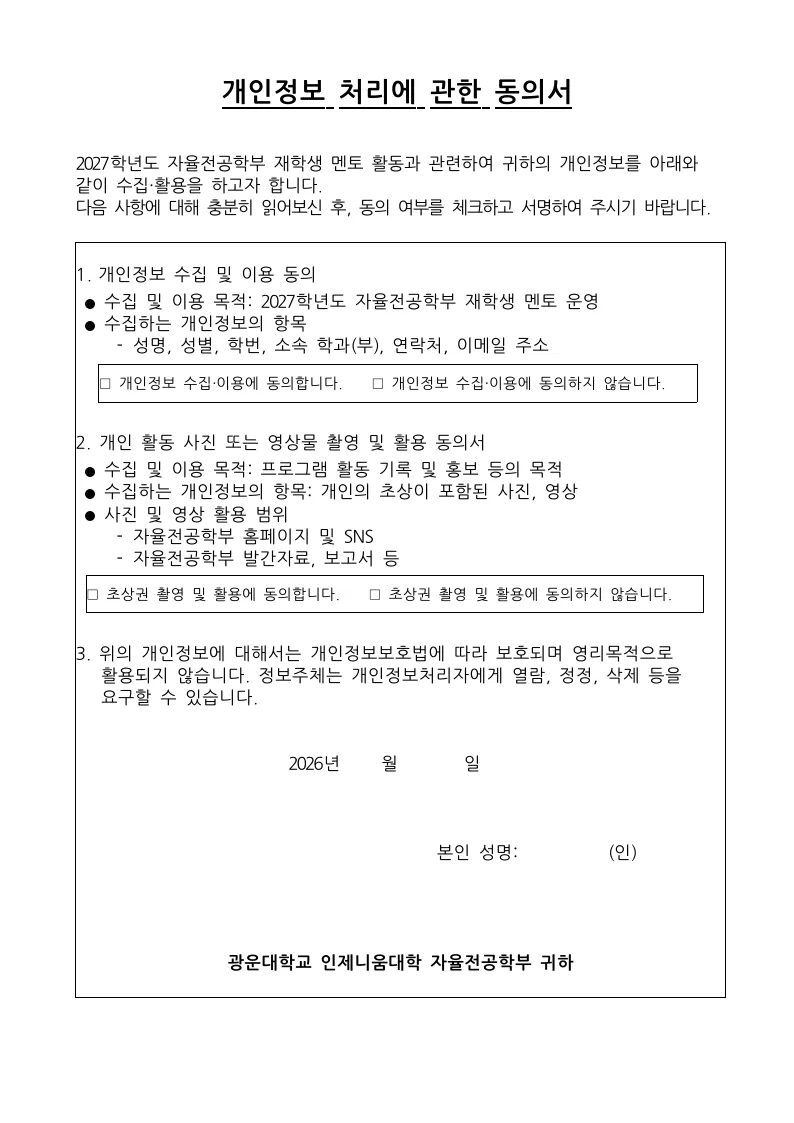 개인정보 처리에 관한 동의서
2027학년도 자율전공학부 재학생 멘토 활동과 관련하여 귀하의 개인정보를 아래와
같이 수집·활용을 하고자 합니다.
다음 사항에 대해 충분히 읽어보신 후, 동의 여부를 체크하고 서명하여 주시기 바랍니다.
1. 개인정보 수집 및 이용 동의
● 수집 및 이용 목적: 2027학년도 자율전공학부 재학생 멘토 운영
● 수집하는 개인정보의 항목
- 성명, 성별, 학번, 소속 학과(부), 연락처, 이메일 주소
□ 개인정보 수집·이용에 동의합니다. □ 개인정보 수집·이용에 동의하지 않습니다.
2. 개인 활동 사진 또는 영상물 촬영 및 활용 동의서
● 수집 및 이용 목적: 프로그램 활동 기록 및 홍보 등의 목적
● 수집하는 개인정보의 항목: 개인의 초상이 포함된 사진, 영상
● 사진 및 영상 활용 범위
- 자율전공학부 홈페이지 및 SNS
- 자율전공학부 발간자료, 보고서 등
□ 초상권 촬영 및 활용에 동의합니다. □ 초상권 촬영 및 활용에 동의하지 않습니다.
3. 위의 개인정보에 대해서는 개인정보보호법에 따라 보호되며 영리목적으로
활용되지 않습니다. 정보주체는 개인정보처리자에게 열람, 정정, 삭제 등을
요구할 수 있습니다.
2026년 월 일
본인 성명: (인)
광운대학교 인제니움대학 자율전공학부 귀하